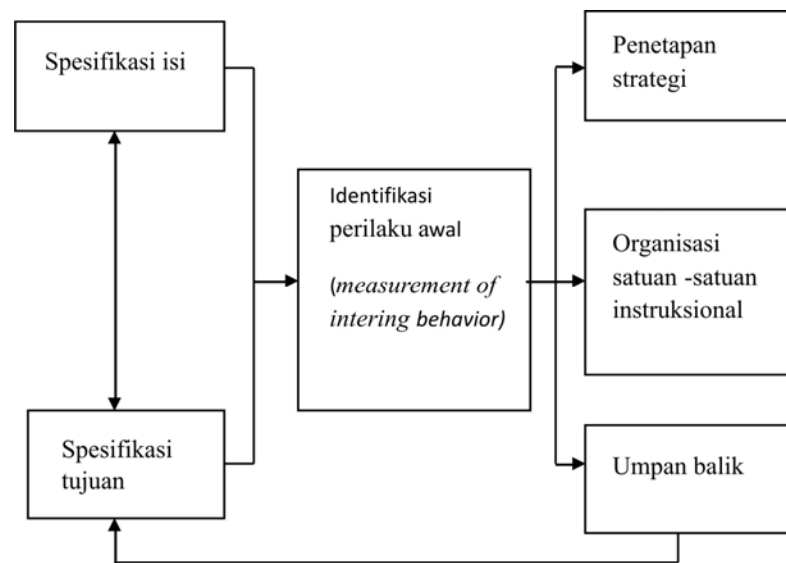 Spesifikasi isi
Spesifikasi
tujuan
Identifikasi
perilaku awal
(measurement of
intering behavior)
Penetapan
strategi
Organisasi
satuan -satuan
instruksional
Umpan balik